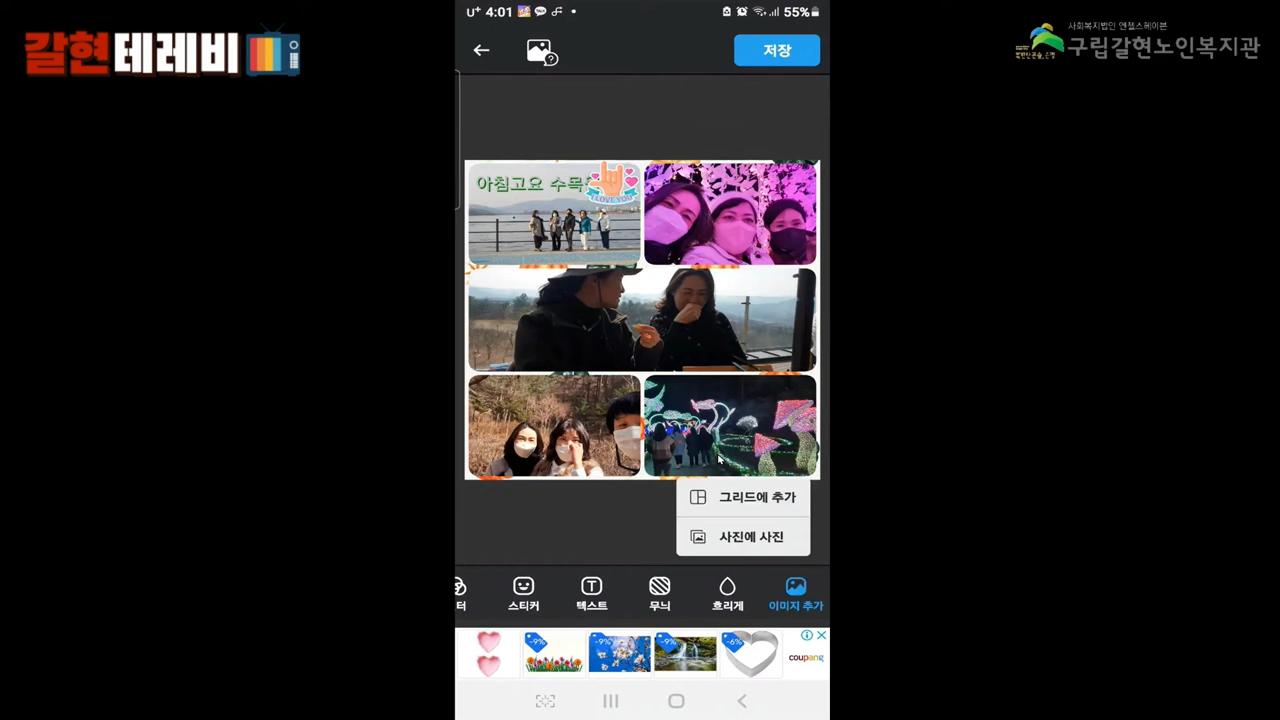 갈현테레비
사회복지법인 엔젤스헤이븐
구립갈현노인복지관
U+ 4:01
55%
저장
아침고요 수목
I LOVE YOU
그리드에 추가
사진에 사진
터
스티커
텍스트
무늬
흐리게
이미지 추가
-9%
-9%
-9%
-6%
coupang